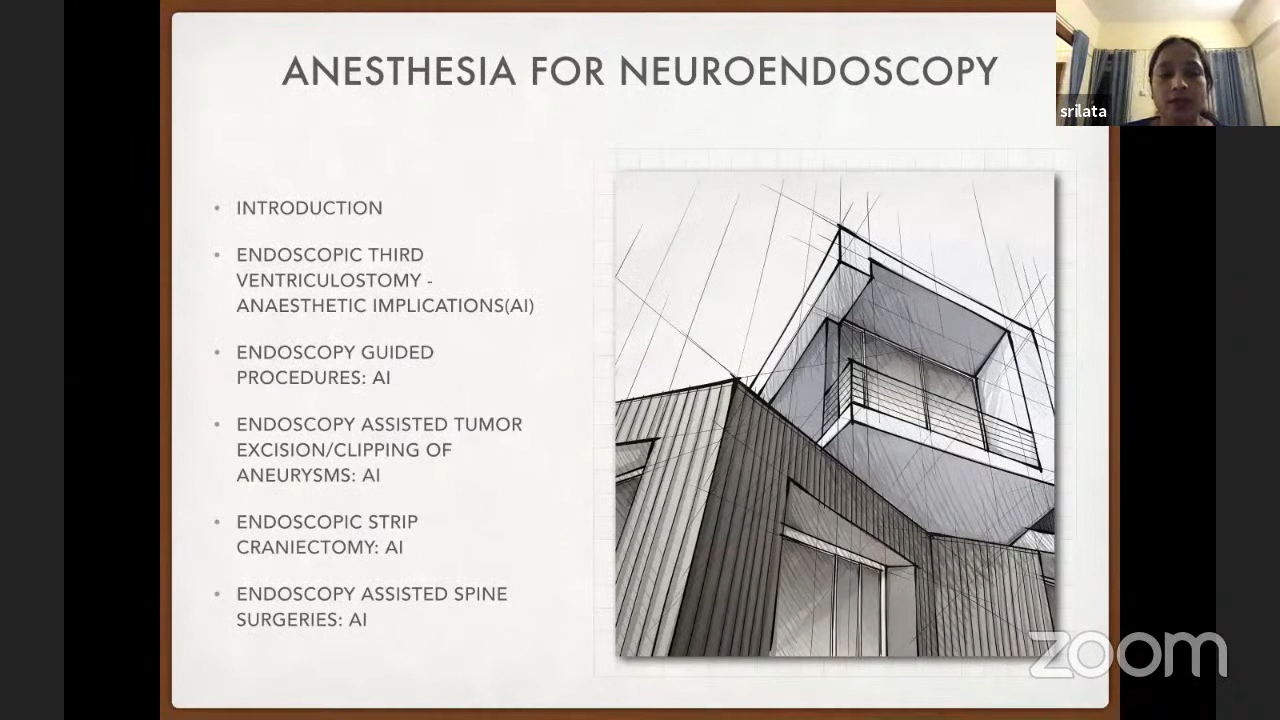 ANESTHESIA FOR NEUROENDOSCOPY
srilata
• INTRODUCTION
• ENDOSCOPIC THIRD
VENTRICULOSTOMY -
ANAESTHETIC IMPLICATIONS(AI)
• ENDOSCOPY GUIDED
PROCEDURES: AI
• ENDOSCOPY ASSISTED TUMOR
EXCISION/CLIPPING OF
ANEURYSMS: AI
• ENDOSCOPIC STRIP
CRANIECTOMY: AI
• ENDOSCOPY ASSISTED SPINE
SURGERIES: AI
zoom